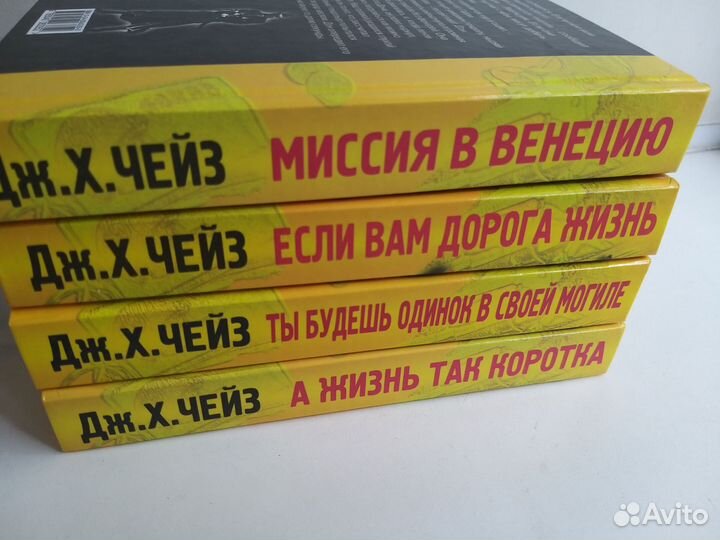 Дж.Х.ЧЕЙЗ МИССИЯ В ВЕНЕЦИЮ
Дж.Х.ЧЕЙЗ ЕСЛИ ВАМ ДОРОГА ЖИЗНЬ
Дж.Х.ЧЕЙЗ ТЫ БУДЕШЬ ОДИНОК В СВОЕЙ МОГИЛЕ
Дж.Х.ЧЕЙЗ А ЖИЗНЬ ТАК КОРОТКА
Avito